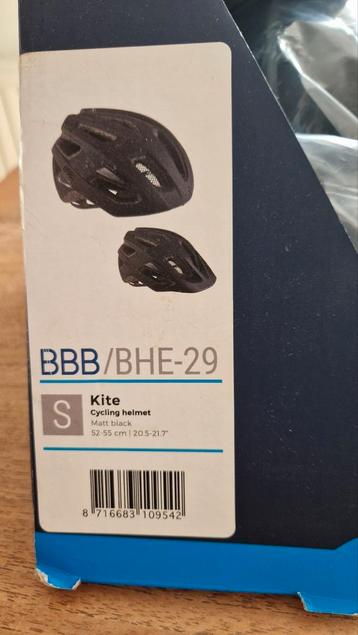 BBB/BHE-29
S
Kite
Cycling helmet
Matt black
52-55 cm | 20.5-21.7"
8 716683 109542